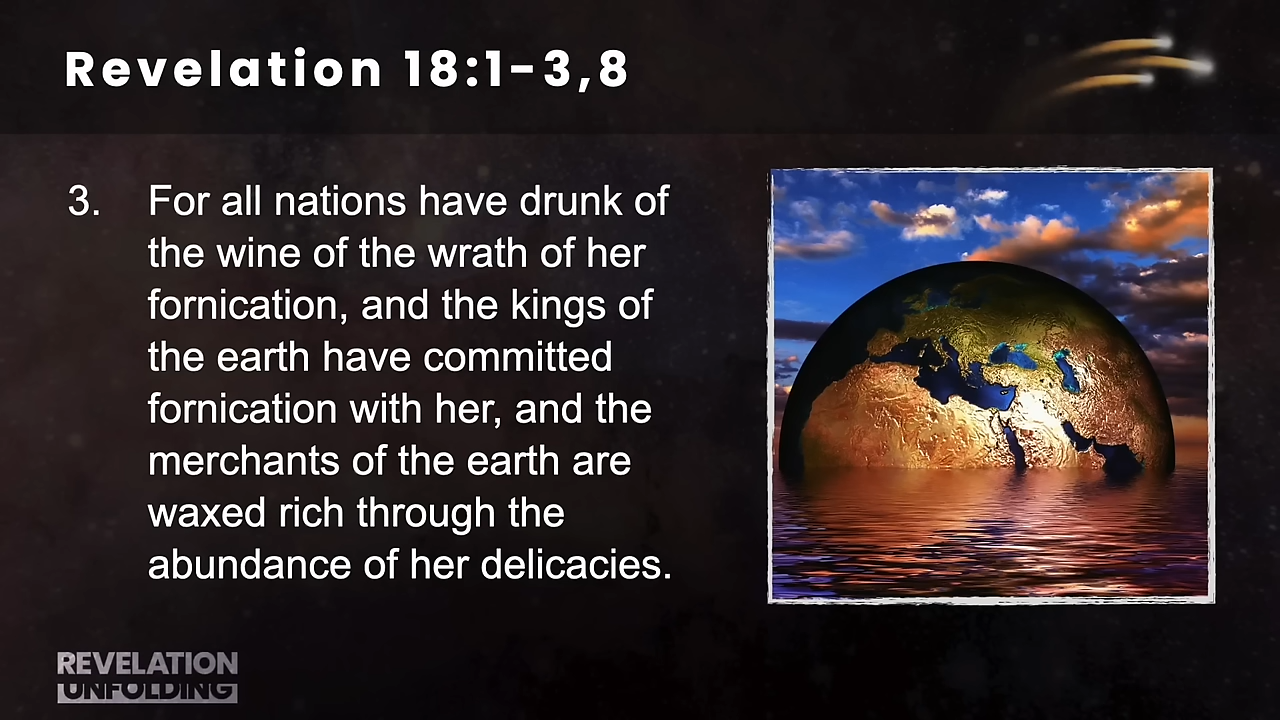 Revelation 18:1-3,8
3. For all nations have drunk of
the wine of the wrath of her
fornication, and the kings of
the earth have committed
fornication with her, and the
merchants of the earth are
waxed rich through the
abundance of her delicacies.
REVELATION
UNFOLDING